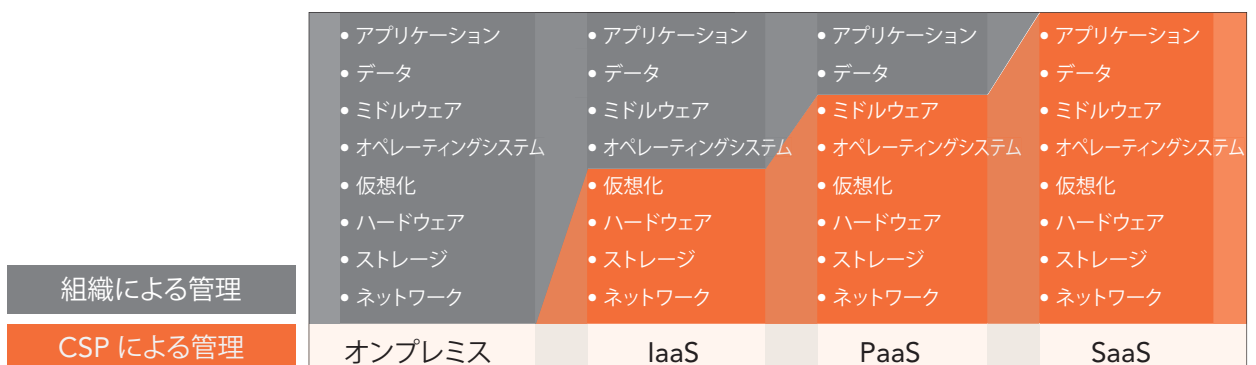 アプリケーション
データ
ミドルウェア
オペレーティングシステム
仮想化
ハードウェア
ストレージ
ネットワーク
オンプレミス
アプリケーション
データ
ミドルウェア
オペレーティングシステム
仮想化
ハードウェア
ストレージ
ネットワーク
IaaS
アプリケーション
データ
ミドルウェア
オペレーティングシステム
仮想化
ハードウェア
ストレージ
ネットワーク
PaaS
アプリケーション
データ
ミドルウェア
オペレーティングシステム
仮想化
ハードウェア
ストレージ
ネットワーク
SaaS
組織による管理
CSP による管理